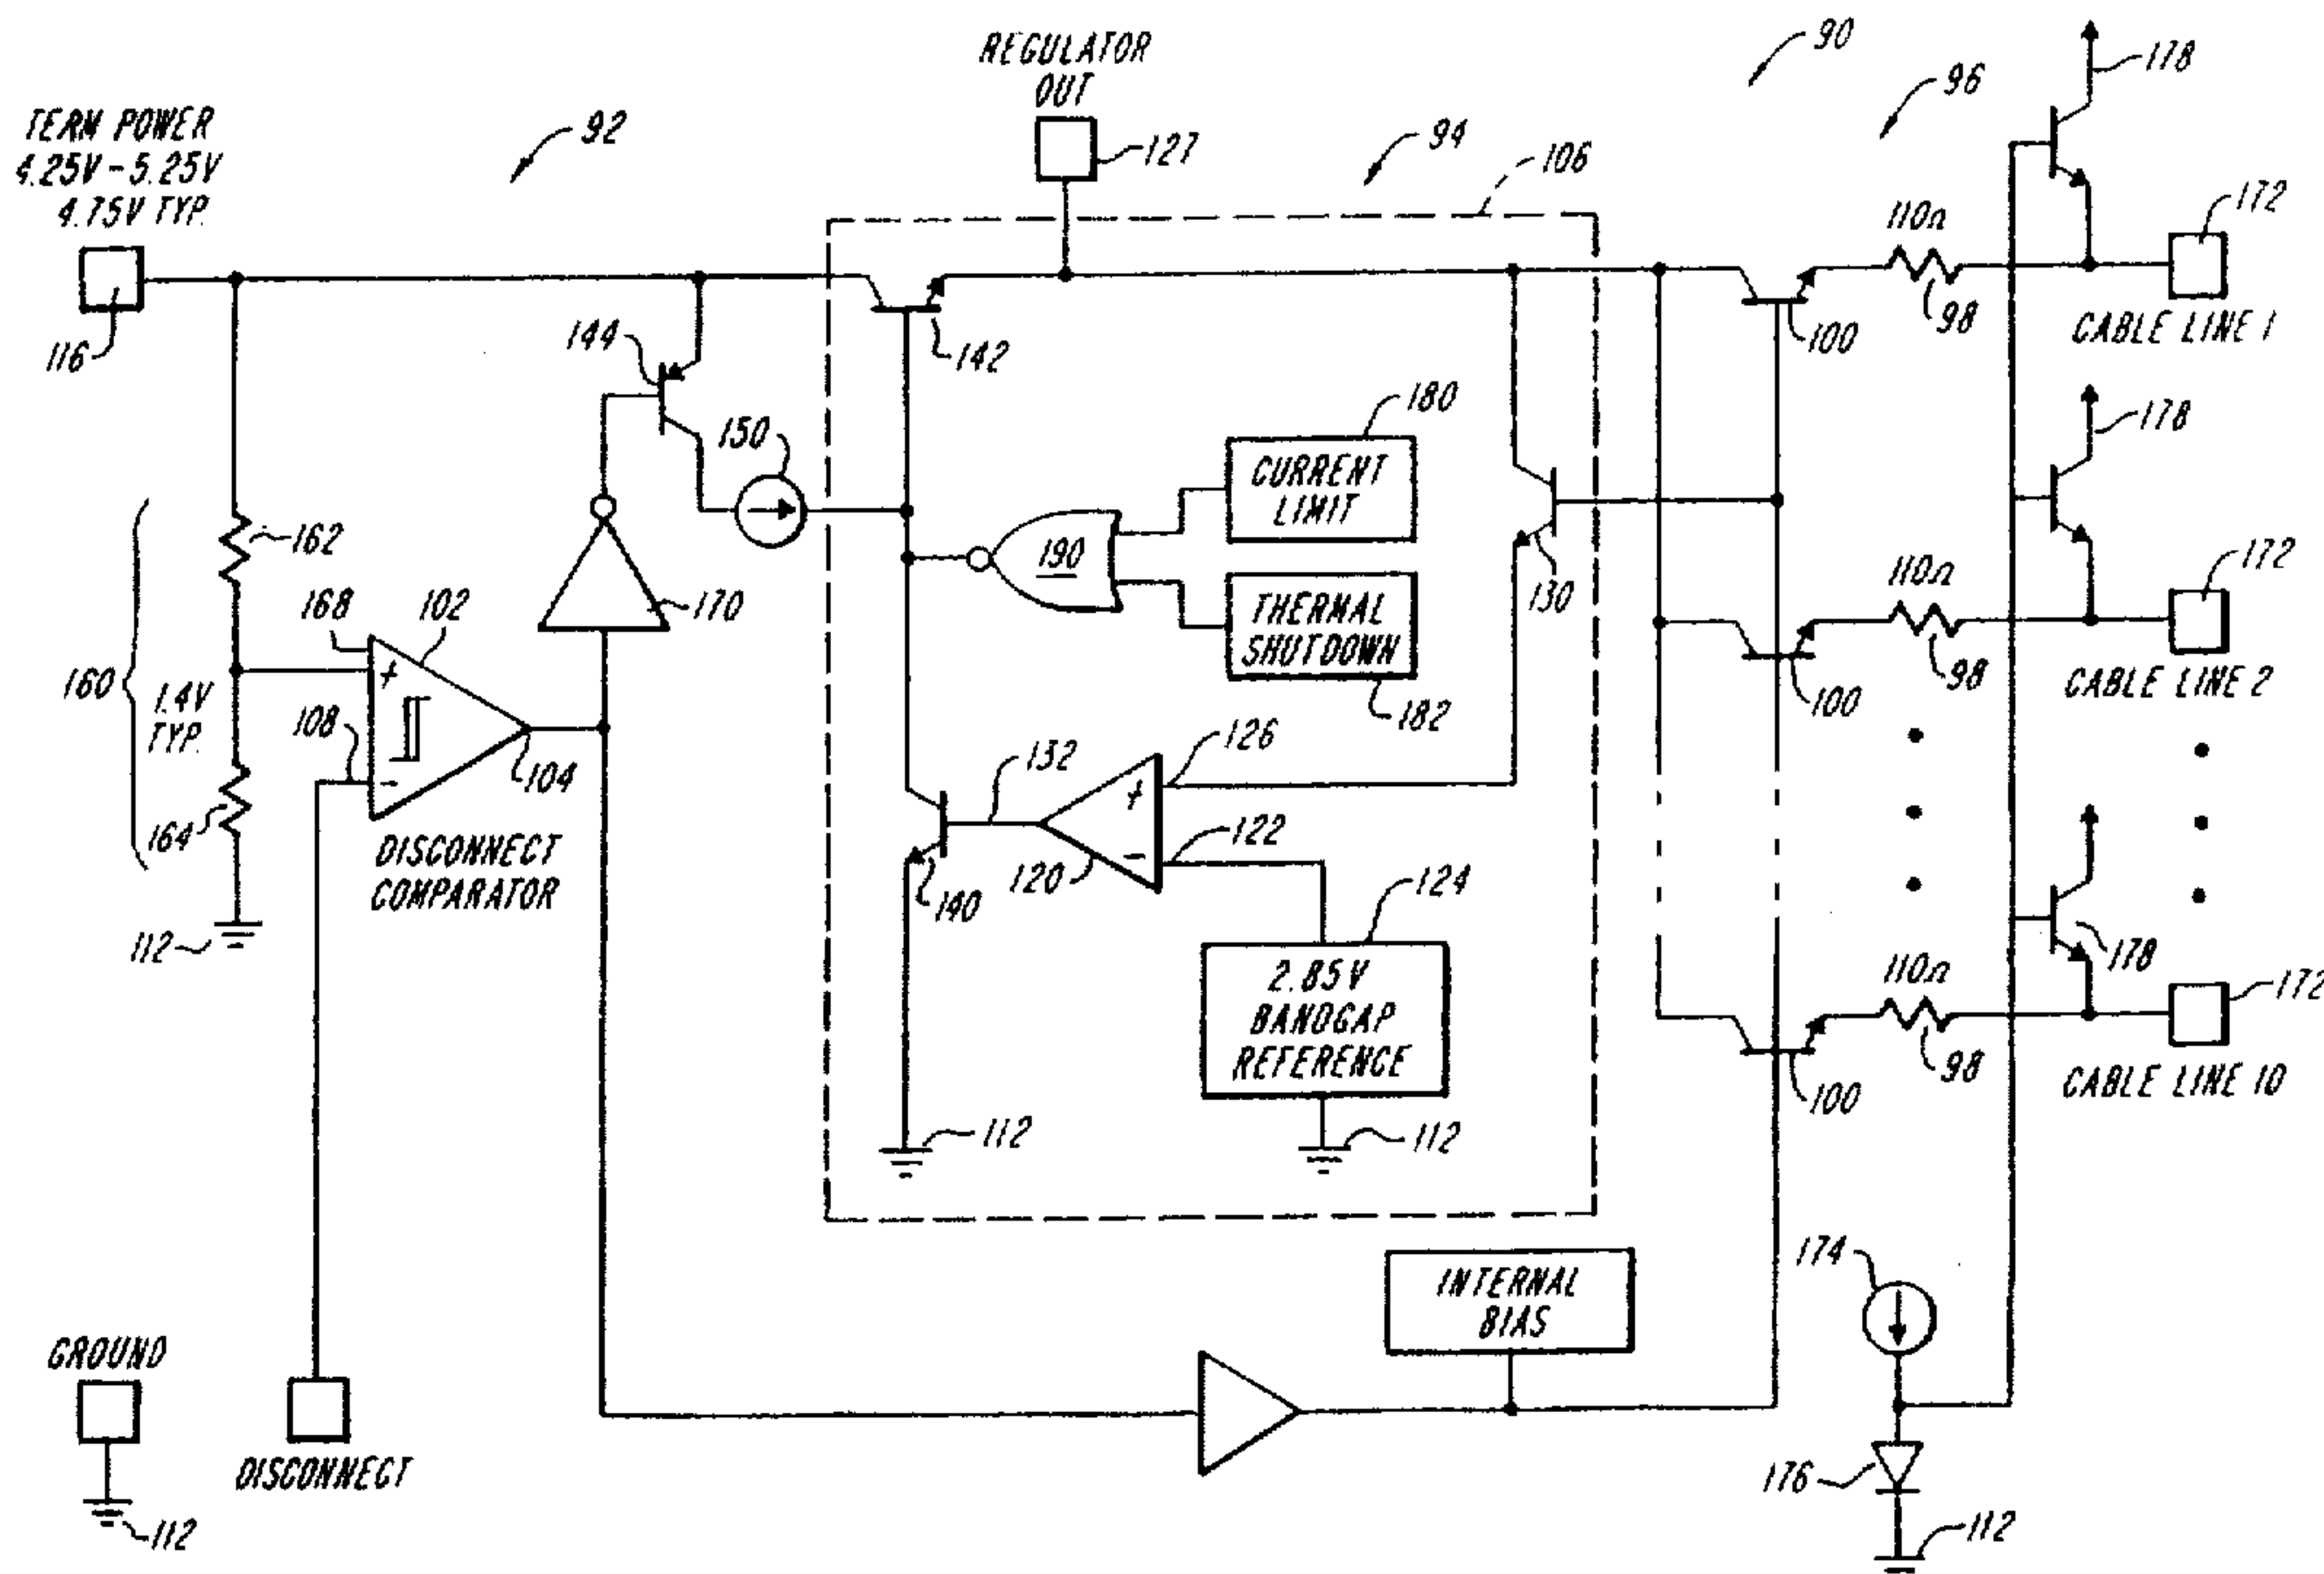 REGULATOR
OUT
90
178
96
TERM POWER
4.25V-5.25V
4.75V TYP.
92
127
94
106
110Ω
172
116
144
142
100
98
CABLE LINE 1
150
180
CURRENT
LIMIT
178
162
190
130
110Ω
172
168
102
170
THERMAL
SHUTDOWN
182
100
98
CABLE LINE 2
160
1.4V
TYP.
108
+
-
104
164
DISCONNECT
COMPARATOR
132
126
+
122
-
120
140
124
112
2.85V
BANDGAP
REFERENCE
178
110Ω
172
98
100
CABLE LINE 10
112
112
174
INTERNAL
BIAS
GROUND
DISCONNECT
176
112
112